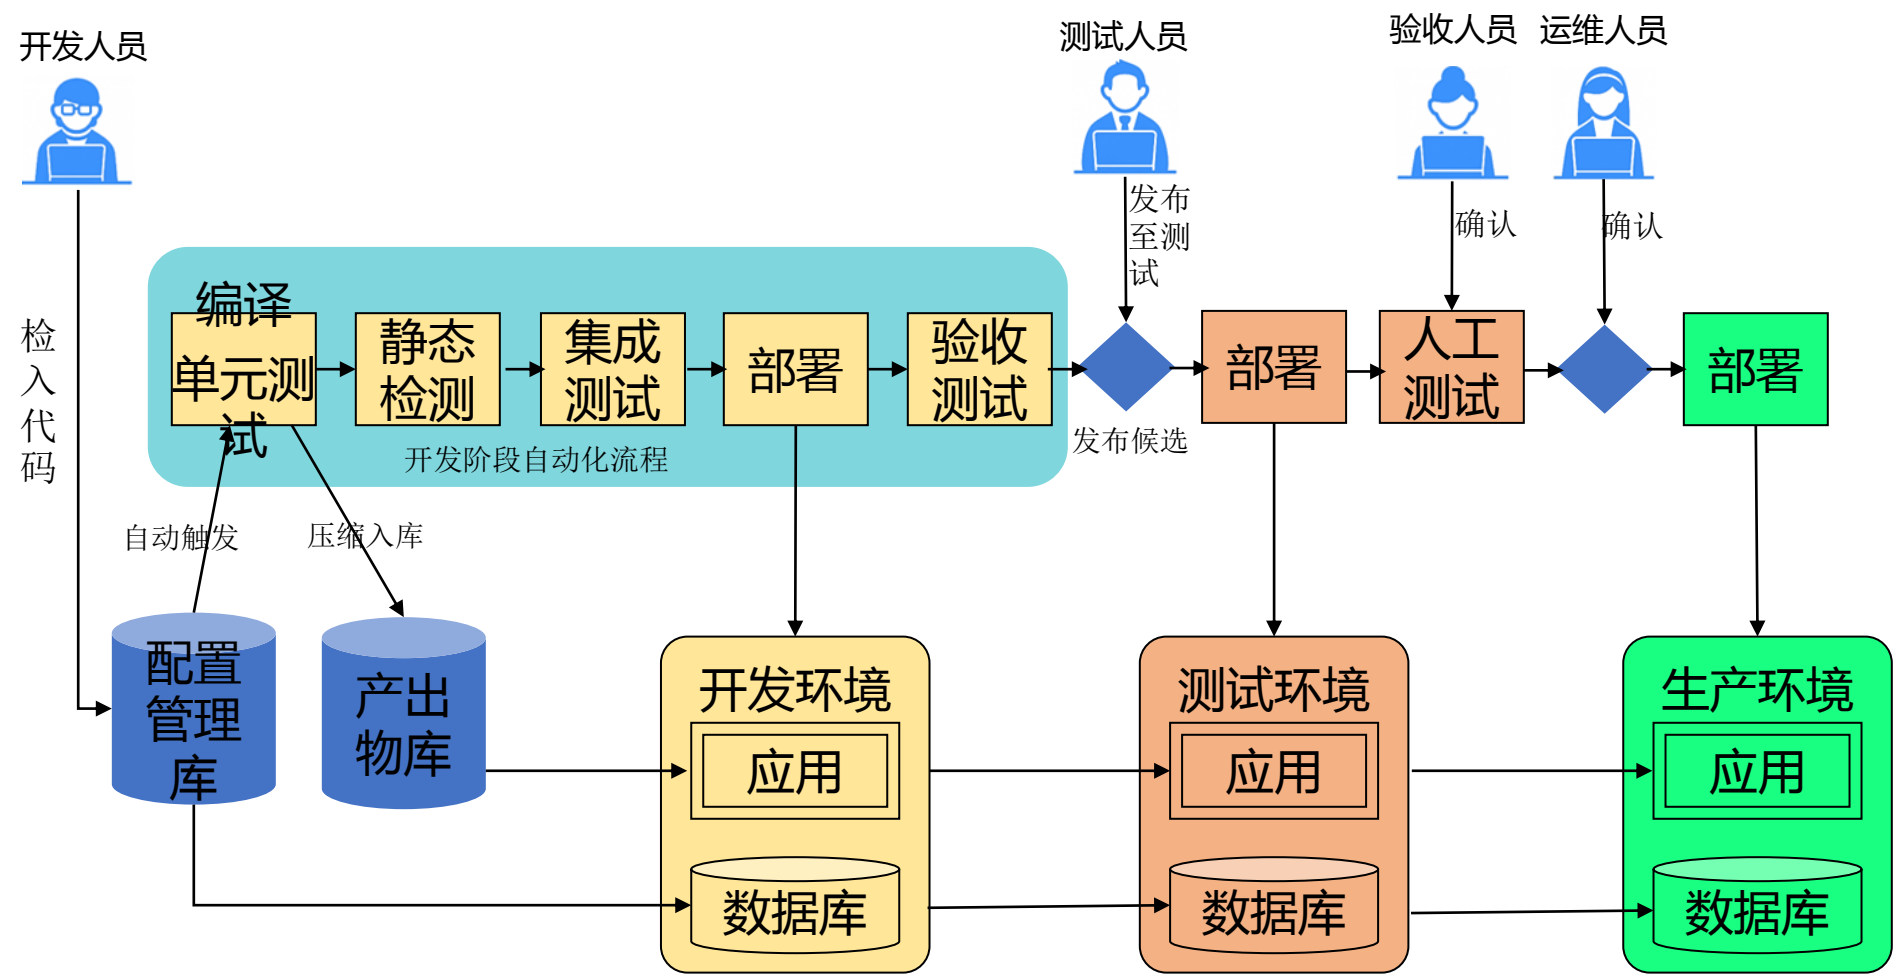 开发人员
测试人员
验收人员
运维人员
发布
至测
试
确认
确认
检
入
代
码
编译
单元测
试
静态
检测
集成
测试
部署
验收
测试
部署
人工
测试
部署
开发阶段自动化流程
发布候选
自动触发
压缩入库
配置
管理
库
产出
物库
开发环境
应用
数据库
测试环境
应用
数据库
生产环境
应用
数据库